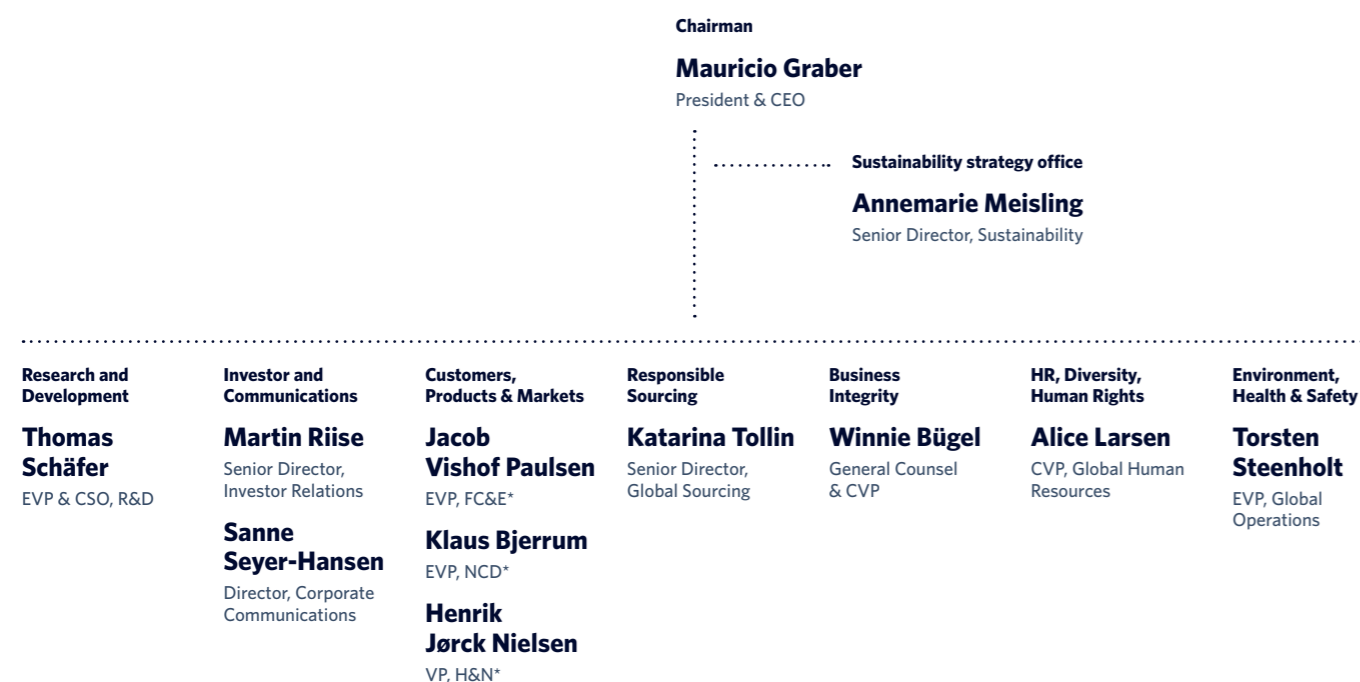 Chairman
Mauricio Graber
President & CEO
Sustainability strategy office
Annemarie Meisling
Senior Director, Sustainability
Research and
Development
Thomas
Schäfer
EVP & CSO, R&D
Investor and
Communications
Martin Riise
Senior Director,
Investor Relations
Sanne
Seyer-Hansen
Director, Corporate
Communications
Customers,
Products & Markets
Jacob
Vishof Paulsen
EVP, FC&E*
Klaus Bjerrum
EVP, NCD*
Henrik
Jørck Nielsen
VP, H&N*
Responsible
Sourcing
Katarina Tollin
Senior Director,
Global Sourcing
Business
Integrity
Winnie Bügel
General Counsel
& CVP
HR, Diversity,
Human Rights
Alice Larsen
CVP, Global Human
Resources
Environment,
Health & Safety
Torsten
Steenholt
EVP, Global
Operations